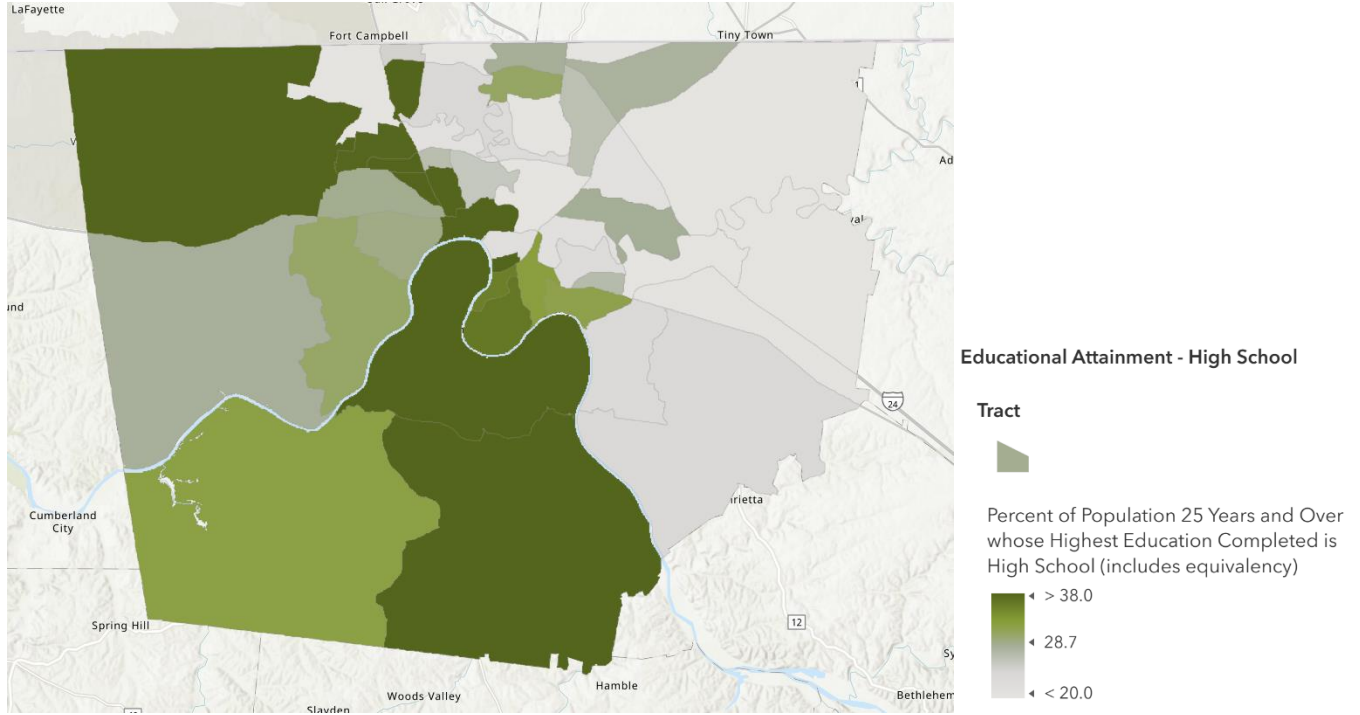 LaFayette
Fort Campbell
Tiny Town
24
rietta
Cumberland
City
Spring Hill
12
Hamble
Woods Valley
Slayden
Bethlehem
Educational Attainment - High School
Tract
Percent of Population 25 Years and Over
whose Highest Education Completed is
High School (includes equivalency)
> 38.0
28.7
< 20.0